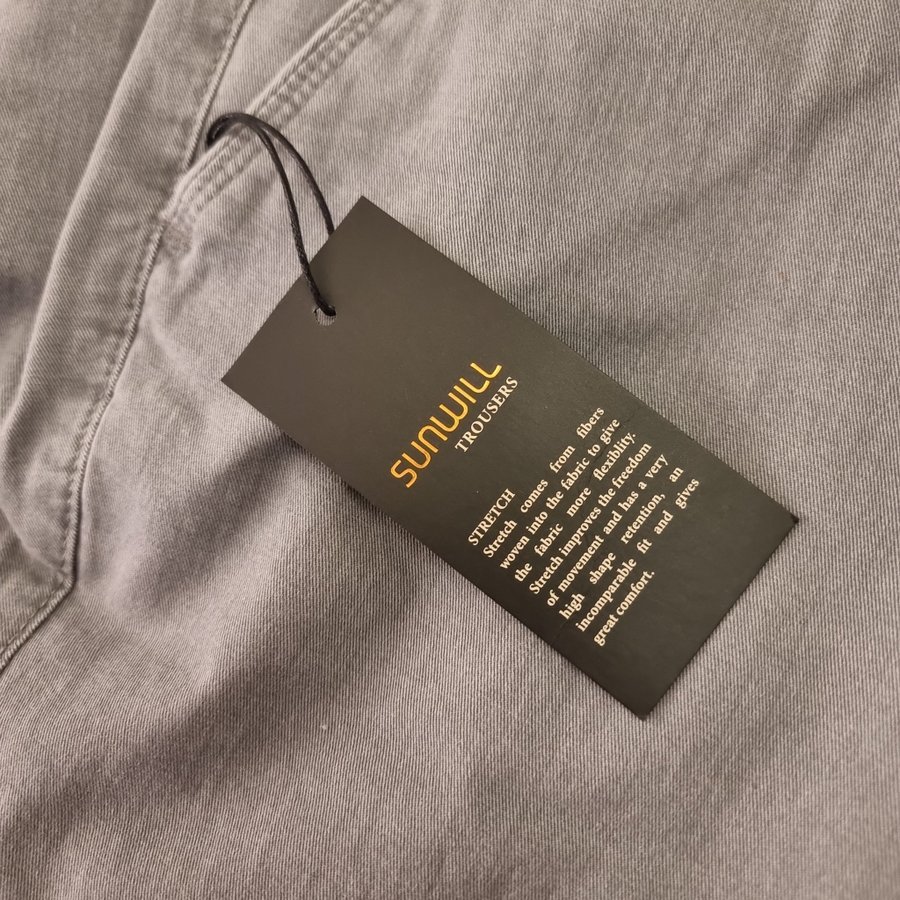 SUNWILL
TROUSERS
STRETCH
Stretch comes from fibers
woven into the fabric to give
the fabric more flexiblity.
Stretch improves the freedom
of movement and has a very
high shape retention, an
incomparable fit and gives
great comfort.